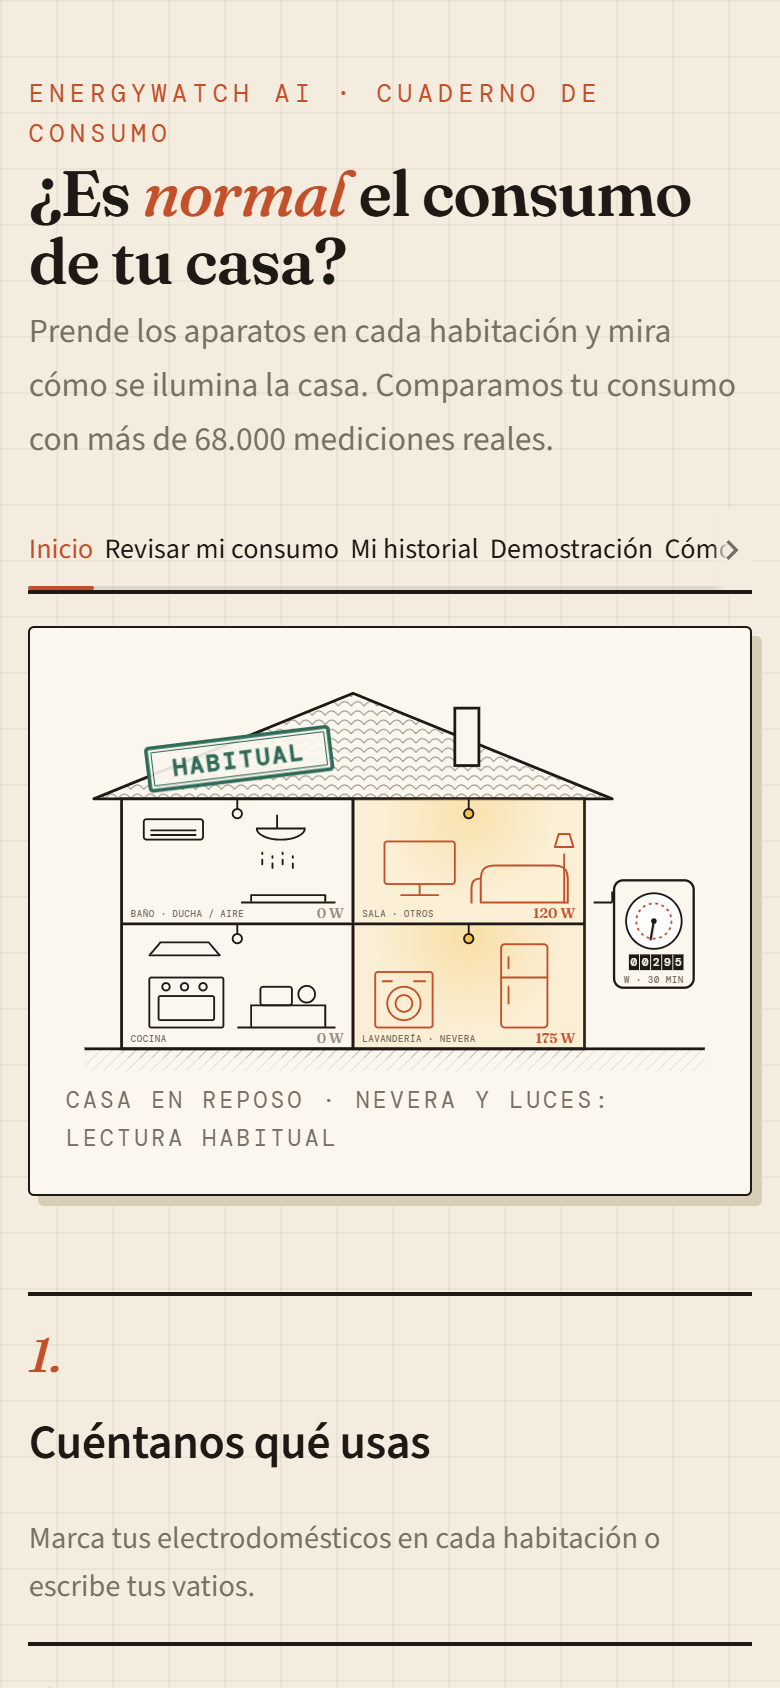 ENERGYWATCH AI · CUADERNO DE
CONSUMO
¿Es normal el consumo
de tu casa?
Prende los aparatos en cada habitación y mira
cómo se ilumina la casa. Comparamos tu consumo
con más de 68.000 mediciones reales.
Inicio Revisar mi consumo Mi historial Demostración Cómo
HABITUAL
BAÑO · DUCHA / AIRE 0 W
SALA · OTROS 120 W
COCINA 0 W
LAVANDERÍA · NEVERA 175 W
00295
W · 30 MIN
CASA EN REPOSO · NEVERA Y LUCES:
LECTURA HABITUAL
1.
Cuéntanos qué usas
Marca tus electrodomésticos en cada habitación o
escribe tus vatios.